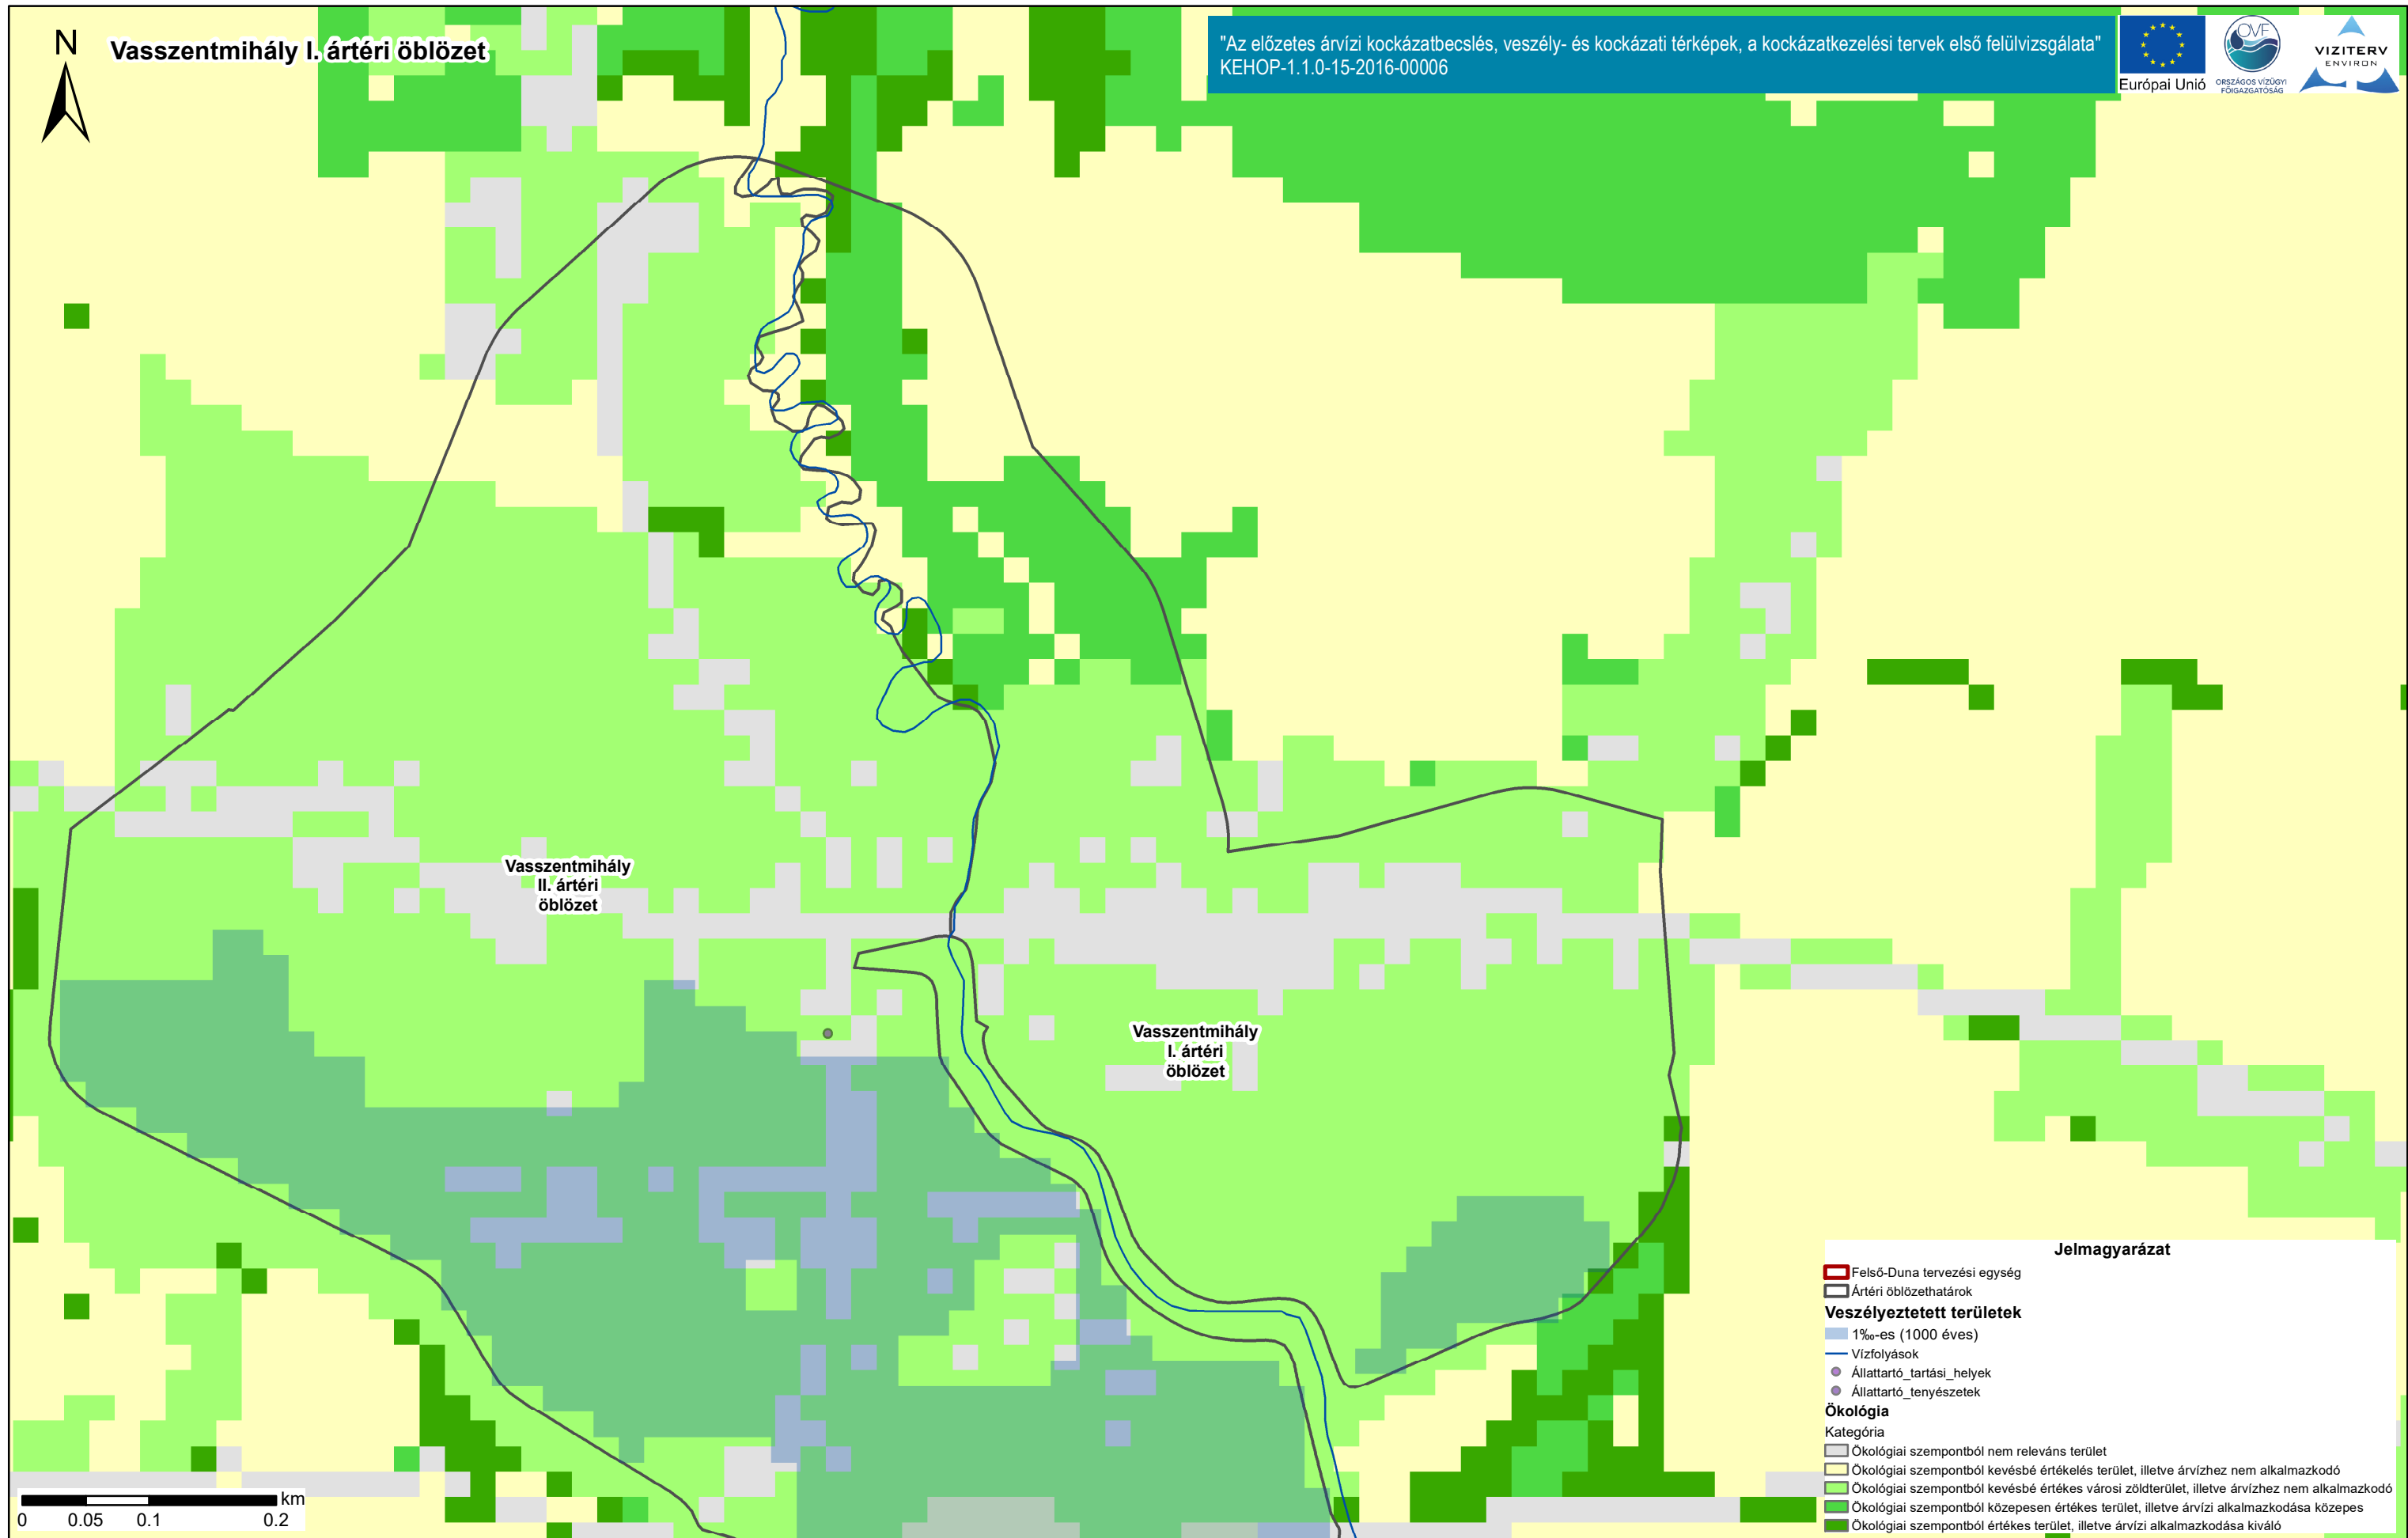 N
Vasszentmihály I. ártéri öblözet
"Az előzetes árvízi kockázatbecslés, veszély- és kockázati térképek, a kockázatkezelési tervek első felülvizsgálata"
KEHOP-1.1.0-15-2016-00006
Európai Unió
OVF
ORSZÁGOS VÍZÜGYI
FŐIGAZGATÓSÁG
VIZITERV
ENVIRON
Vasszentmihály
II. ártéri
öblözet
Vasszentmihály
I. ártéri
öblözet
Jelmagyarázat
Felső-Duna tervezési egység
Ártéri öblözethatárok
Veszélyeztetett területek
1‰-es (1000 éves)
Vízfolyások
Állattartó_tartási_helyek
Állattartó_tenyészetek
Ökológia
Kategória
Ökológiai szempontból nem releváns terület
Ökológiai szempontból kevésbé értékelés terület, illetve árvízhez nem alkalmazkodó
Ökológiai szempontból kevésbé értékes városi zöldterület, illetve árvízhez nem alkalmazkodó
Ökológiai szempontból közepesen értékes terület, illetve árvízi alkalmazkodása közepes
Ökológiai szempontból értékes terület, illetve árvízi alkalmazkodása kiváló
km
0 0.05 0.1 0.2